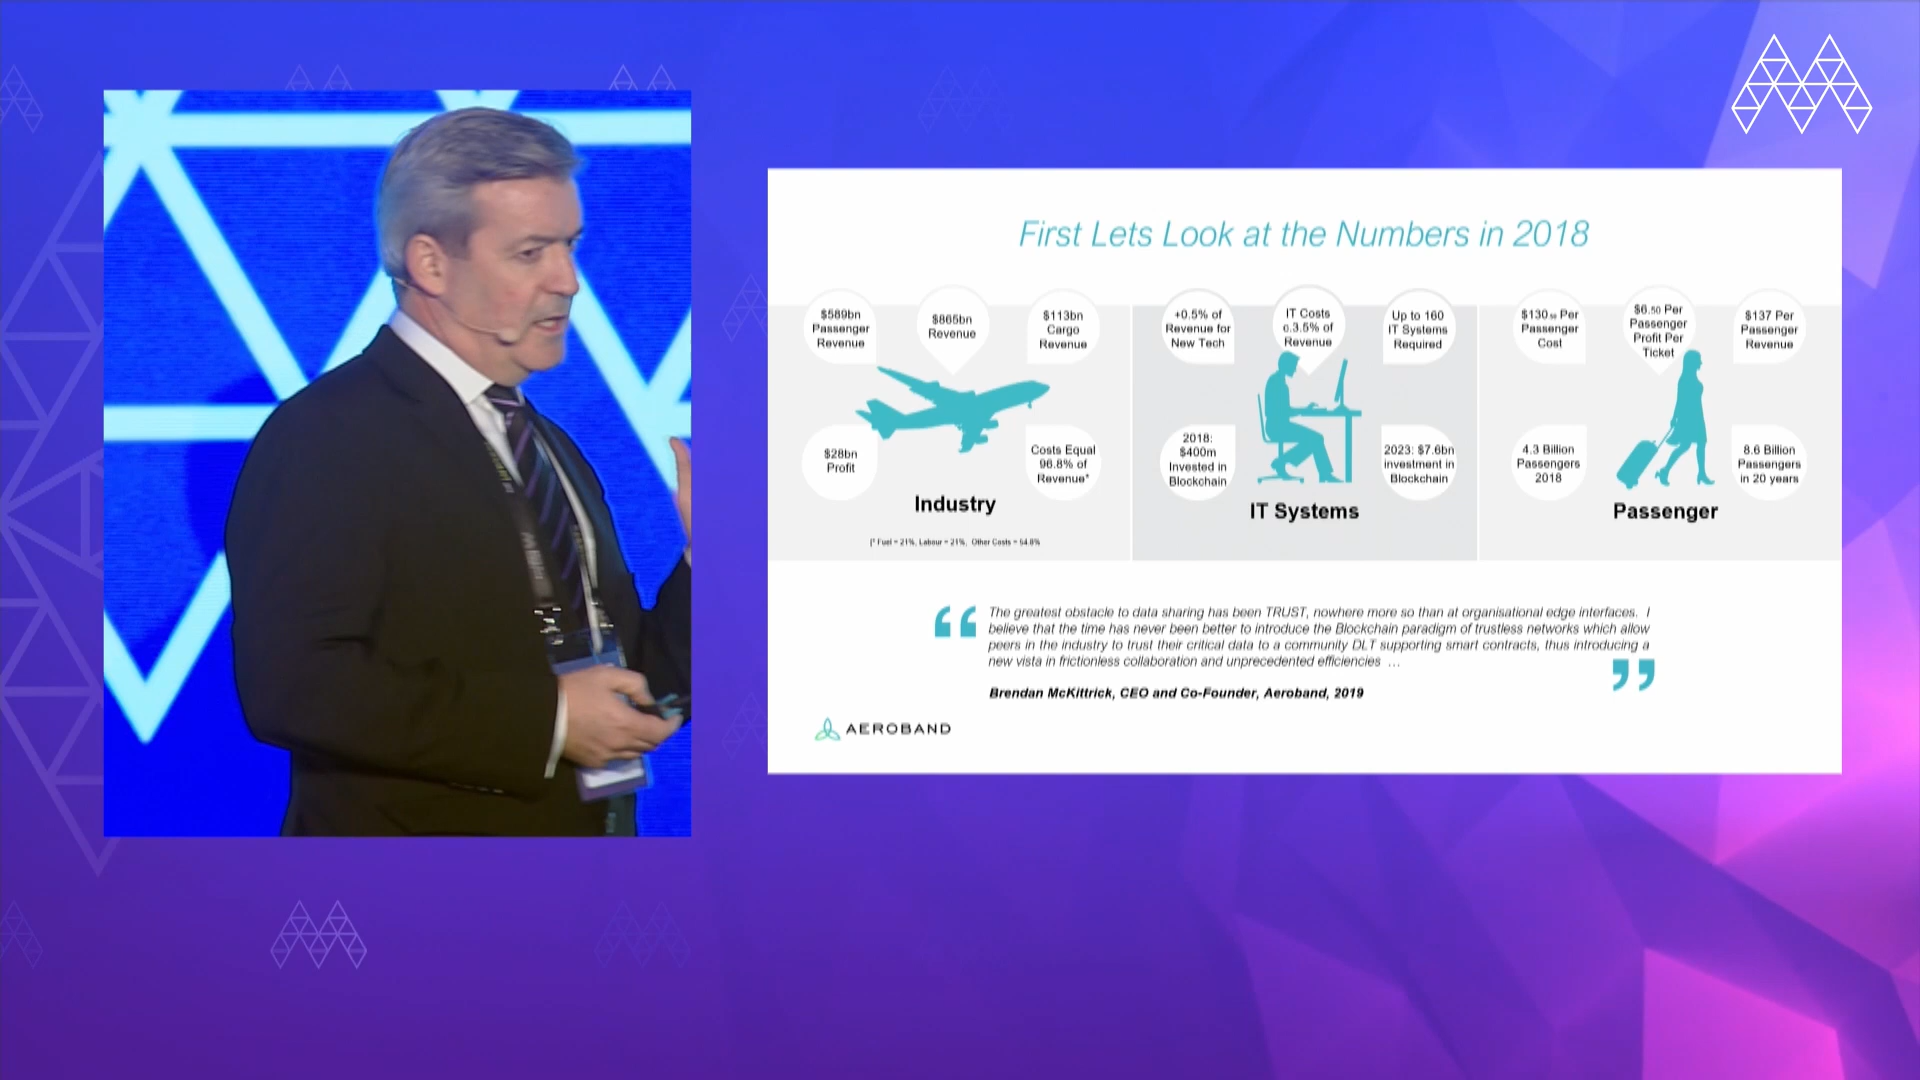 First Lets Look at the Numbers in 2018
$589bn
Passenger
Revenue
$865bn
Revenue
$113bn
Cargo
Revenue
$28bn
Profit
Costs Equal
96.8% of
Revenue*
Industry
(* Fuel = 21%, Labour = 21%, Other Costs = 54.8%
+0.5% of
Revenue for
New Tech
IT Costs
c.3.5% of
Revenue
Up to 160
IT Systems
Required
2018:
$400m
Invested in
Blockchain
2023: $7.6bn
investment in
Blockchain
IT Systems
$130.50 Per
Passenger
Cost
$6.50 Per
Passenger
Profit Per
Ticket
$137 Per
Passenger
Revenue
4.3 Billion
Passengers
2018
8.6 Billion
Passengers
in 20 years
Passenger
“ The greatest obstacle to data sharing has been TRUST, nowhere more so than at organisational edge interfaces. I
believe that the time has never been better to introduce the Blockchain paradigm of trustless networks which allow
peers in the industry to trust their critical data to a community DLT supporting smart contracts, thus introducing a
new vista in frictionless collaboration and unprecedented efficiencies … ”
Brendan McKittrick, CEO and Co-Founder, Aeroband, 2019
AEROBAND